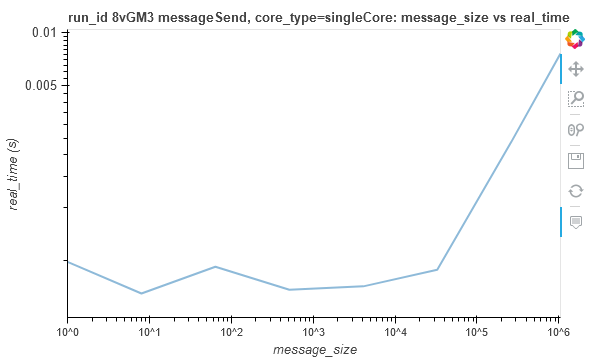 run_id 8vGM3 messageSend, core_type=singleCore: message_size vs real_time
0.01
0.005
real_time (s)
10^0 10^1 10^2 10^3 10^4 10^5 10^6
message_size